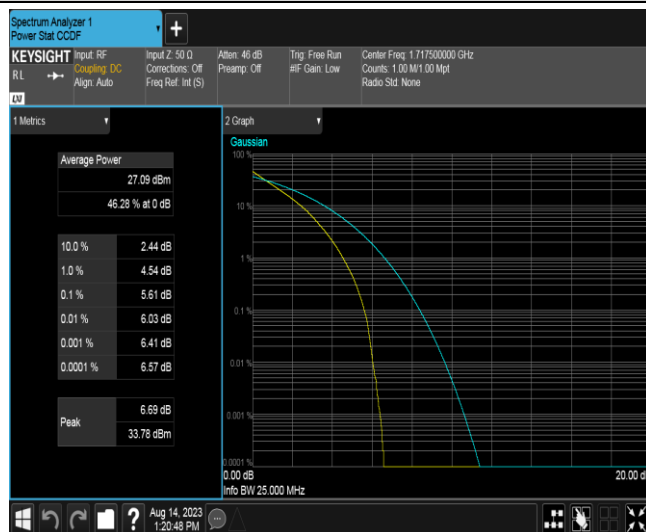 Spectrum Analyzer 1
Power Stat CCDF
+
KEYSIGHT
RL
LXI
Input: RF
Coupling: DC
Align: Auto
Input Z: 50 Ω
Corrections: Off
Freq Ref: Int (S)
Atten: 46 dB
Preamp: Off
Trig: Free Run
#IF Gain: Low
Center Freq: 1.717500000 GHz
Counts: 1.00 M/1.00 Mpt
Radio Std: None
1 Metrics
Average Power
27.09 dBm
46.28 % at 0 dB
10.0 % 2.44 dB
1.0 % 4.54 dB
0.1 % 5.61 dB
0.01 % 6.03 dB
0.001 % 6.41 dB
0.0001 % 6.57 dB
Peak
6.69 dB
33.78 dBm
2 Graph
Gaussian
100 %
10 %
1 %
0.1 %
0.01 %
0.001 %
0.0001 %
0.00 dB
20.00 d
Info BW 25.000 MHz
?
Aug 14, 2023
1:20:48 PM